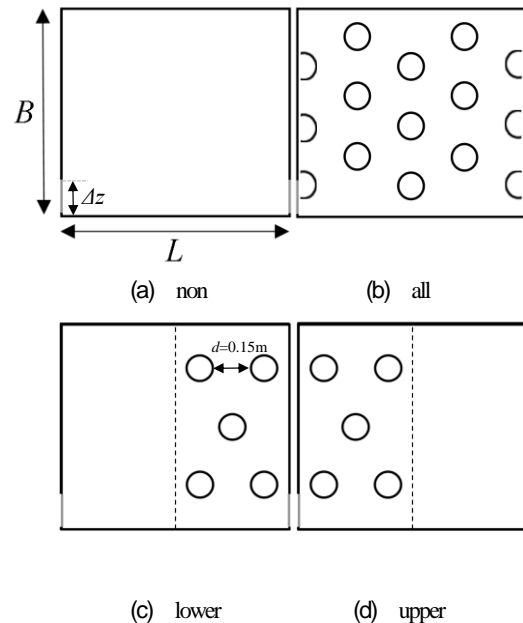 B
Δz
L
(a) non
(b) all
d=0.15m
(c) lower
(d) upper